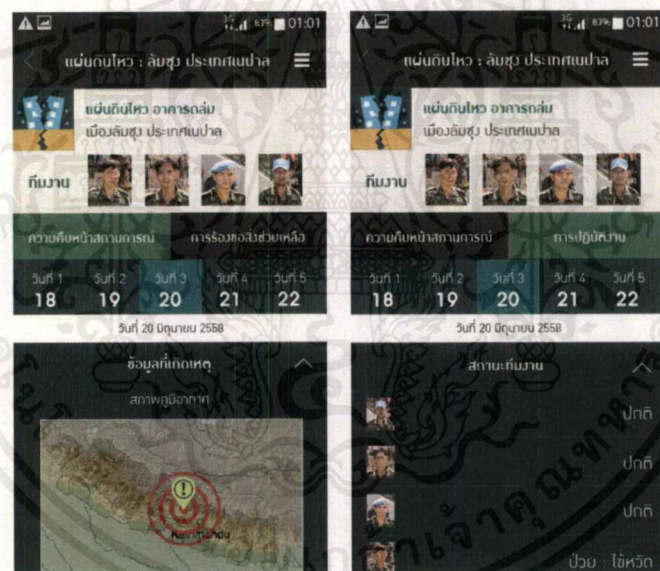 3G 83% 01:01
แผ่นดินไหว : ลัมชุง ประเทศเนปาล
แผ่นดินไหว อาคารถล่ม
เมืองลัมชุง ประเทศเนปาล
ทีมงาน
ความคืบหน้าสถานการณ์ การร้องขอสิ่งช่วยเหลือ
วันที่ 1 วันที่ 2 วันที่ 3 วันที่ 4 วันที่ 5
18 19 20 21 22
วันที่ 20 มิถุนายน 2558
ข้อมูลที่เกิดเหตุ
สภาพภูมิอากาศ
Kathmandu
3G 83% 01:01
แผ่นดินไหว : ลัมชุง ประเทศเนปาล
แผ่นดินไหว อาคารถล่ม
เมืองลัมชุง ประเทศเนปาล
ทีมงาน
ความคืบหน้าสถานการณ์ การปฏิบัติงาน
วันที่ 1 วันที่ 2 วันที่ 3 วันที่ 4 วันที่ 5
18 19 20 21 22
วันที่ 20 มิถุนายน 2558
สถานะทีมงาน
ปกติ
ปกติ
ปกติ
ป่วย : ไข้หวัด